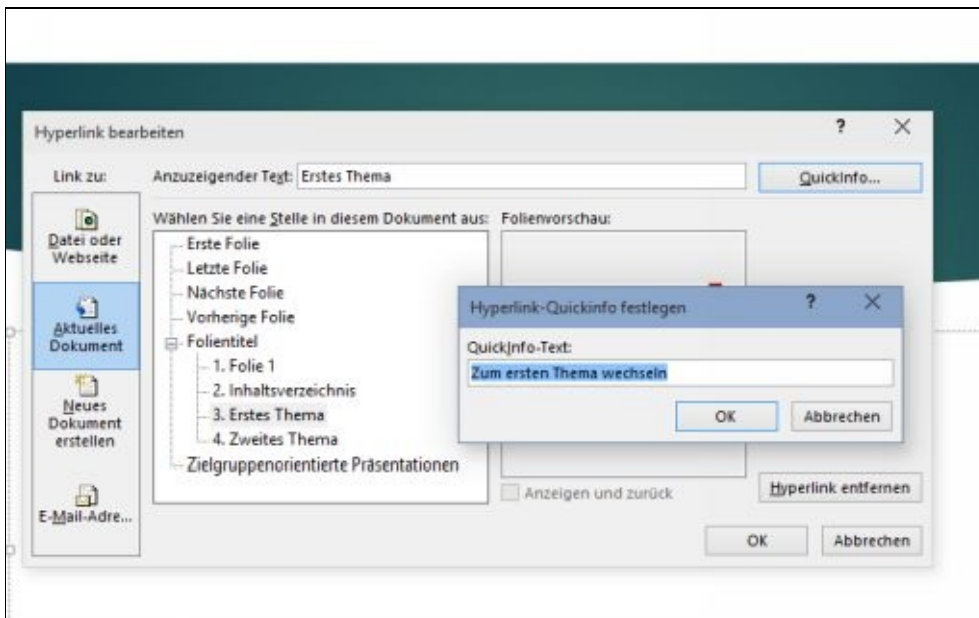 Hyperlink bearbeiten
?
Link zu:
Anzuzeigender Text: Erstes Thema
QuickInfo...
Datei oder
Webseite
Aktuelles
Dokument
Neues
Dokument
erstellen
E-Mail-Adre...
Wählen Sie eine Stelle in diesem Dokument aus:
Erste Folie
Letzte Folie
Nächste Folie
Vorherige Folie
Folientitel
1. Folie 1
2. Inhaltsverzeichnis
3. Erstes Thema
4. Zweites Thema
Zielgruppenorientierte Präsentationen
Folienvorschau:
Hyperlink-Quickinfo festlegen
?
QuickInfo-Text:
Zum ersten Thema wechseln
OK
Abbrechen
Anzeigen und zurück
Hyperlink entfernen
OK
Abbrechen